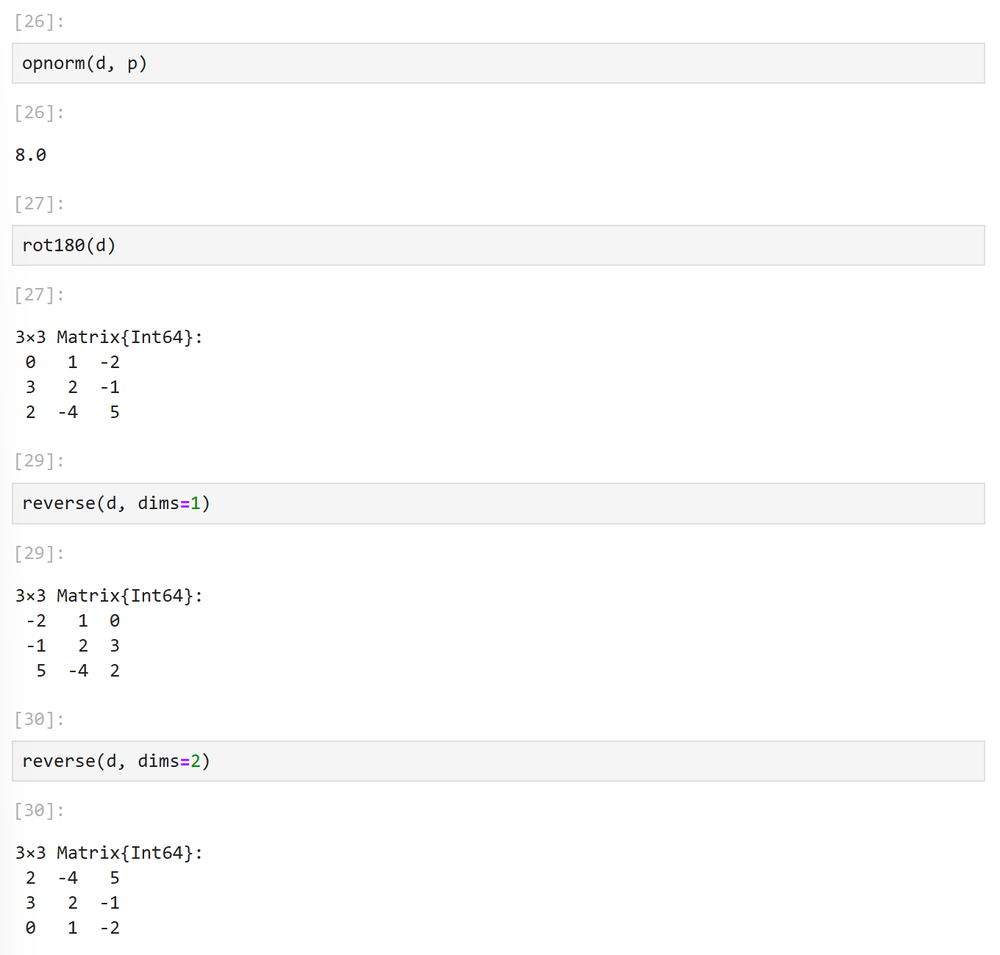 [26]:
opnorm(d, p)
[26]:
8.0
[27]:
rot180(d)
[27]:
3×3 Matrix{Int64}:
 0   1  -2
 3   2  -1
 2  -4   5
[29]:
reverse(d, dims=1)
[29]:
3×3 Matrix{Int64}:
 -2   1  0
 -1   2  3
  5  -4  2
[30]:
reverse(d, dims=2)
[30]:
3×3 Matrix{Int64}:
 2  -4   5
 3   2  -1
 0   1  -2